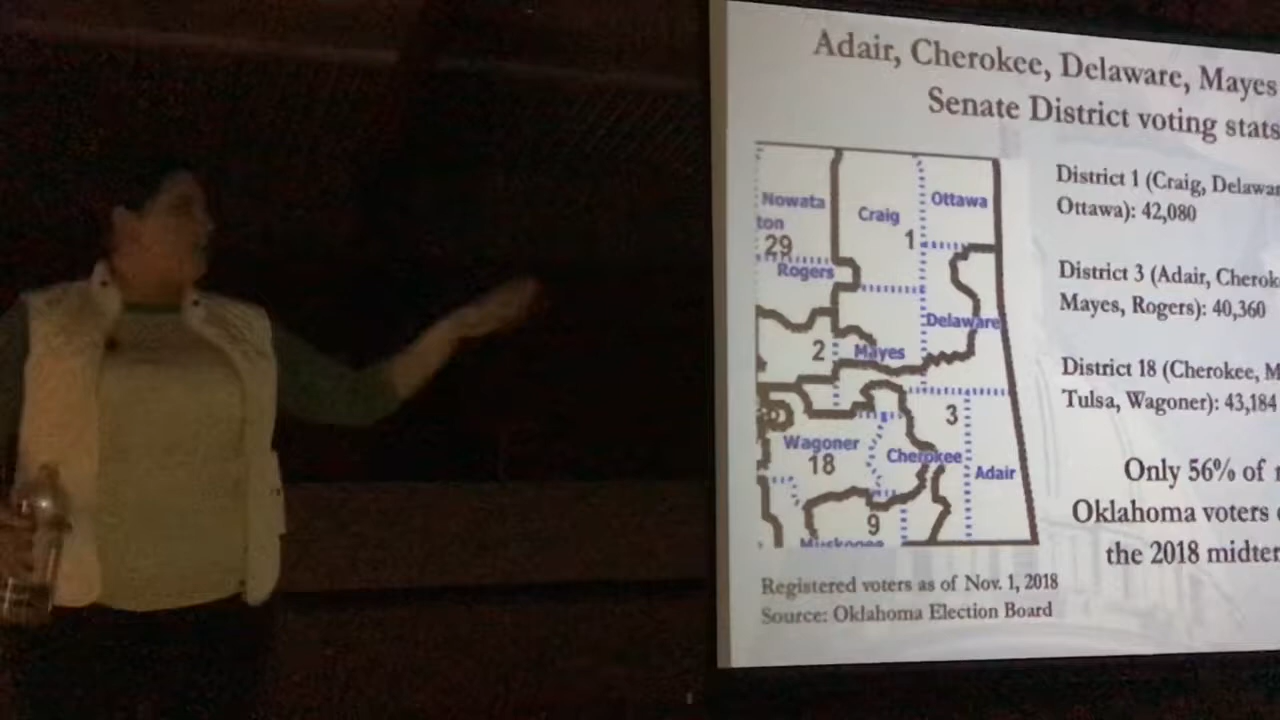 Adair, Cherokee, Delaware, Mayes
Senate District voting stats
Nowata
ton
29
Rogers
Craig
1
Ottawa
Delaware
2
Mayes
3
Wagoner
18
Cherokee
Adair
9
Muskogee
District 1 (Craig, Delawar
Ottawa): 42,080
District 3 (Adair, Cherok
Mayes, Rogers): 40,360
District 18 (Cherokee, M
Tulsa, Wagoner): 43,184
Only 56% of
Oklahoma voters
the 2018 midter
Registered voters as of Nov. 1, 2018
Source: Oklahoma Election Board